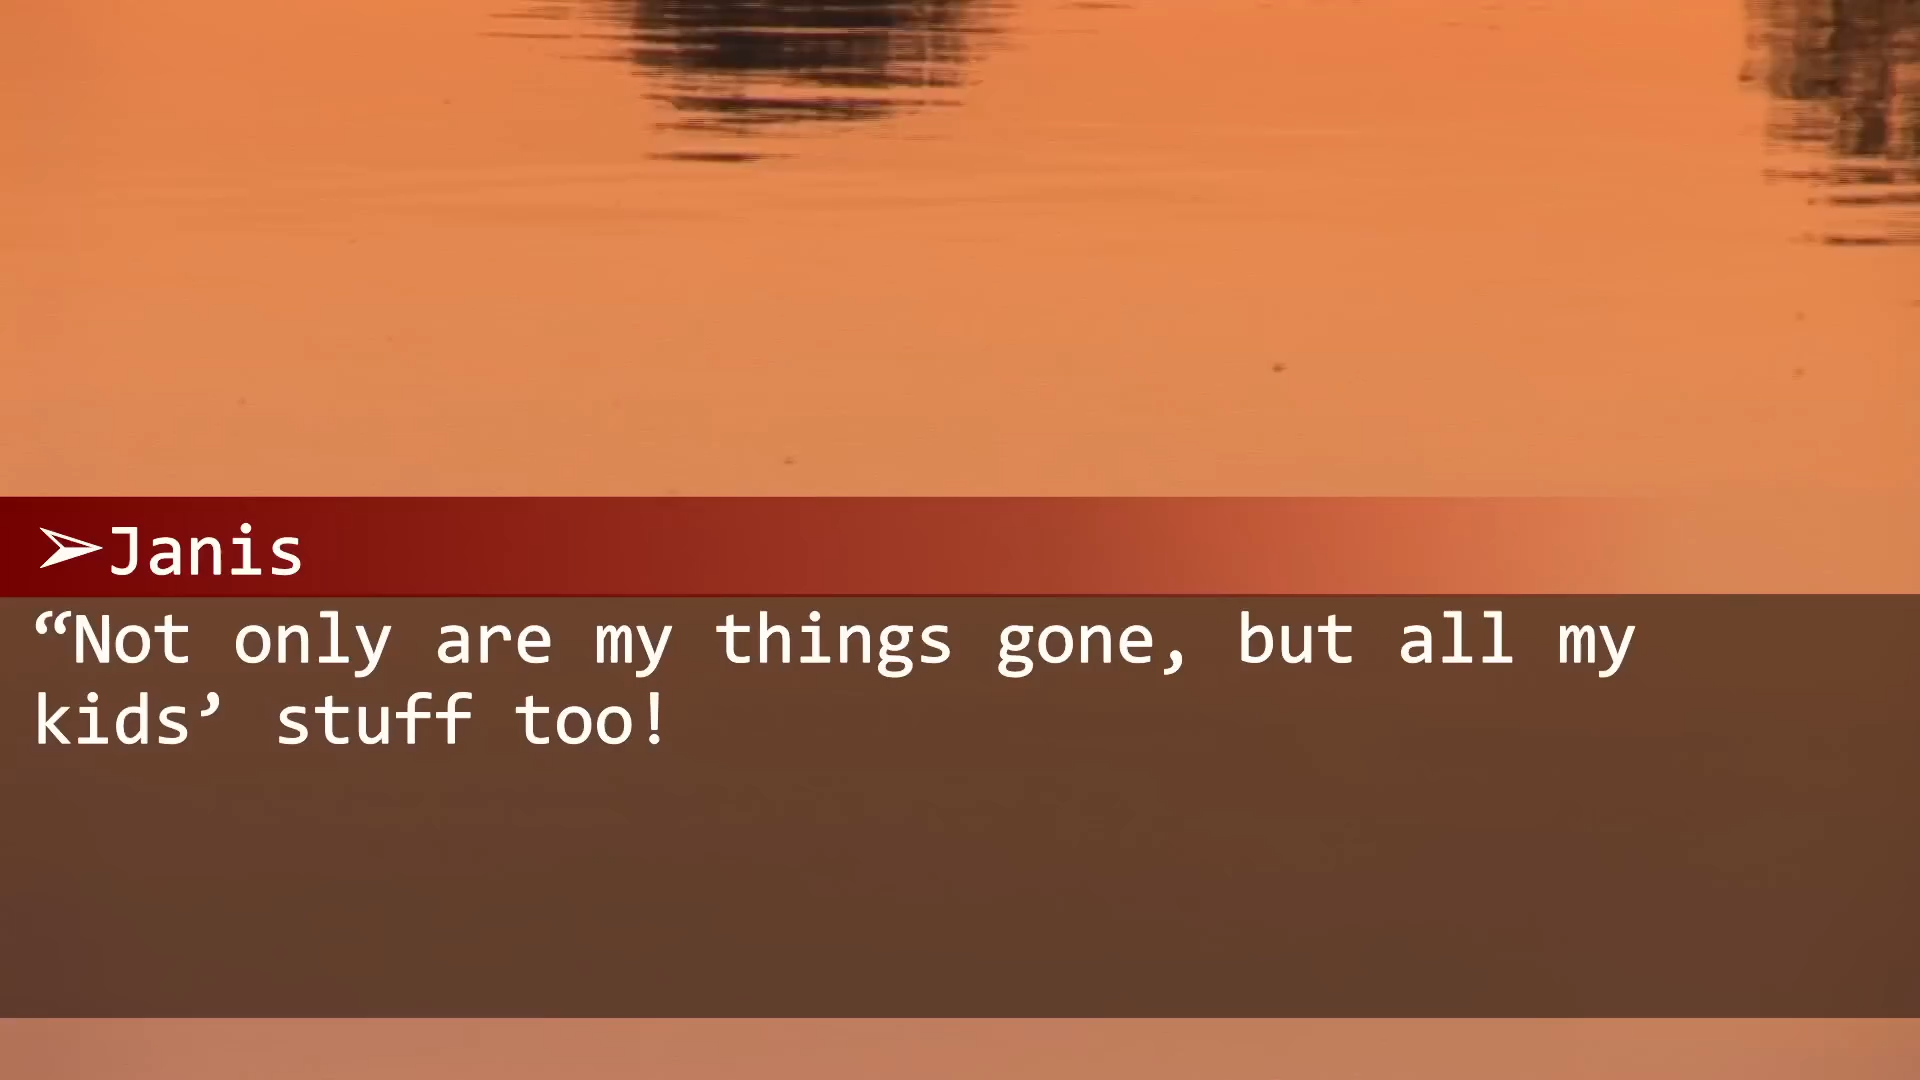 ➢Janis
“Not only are my things gone, but all my
kids’ stuff too!